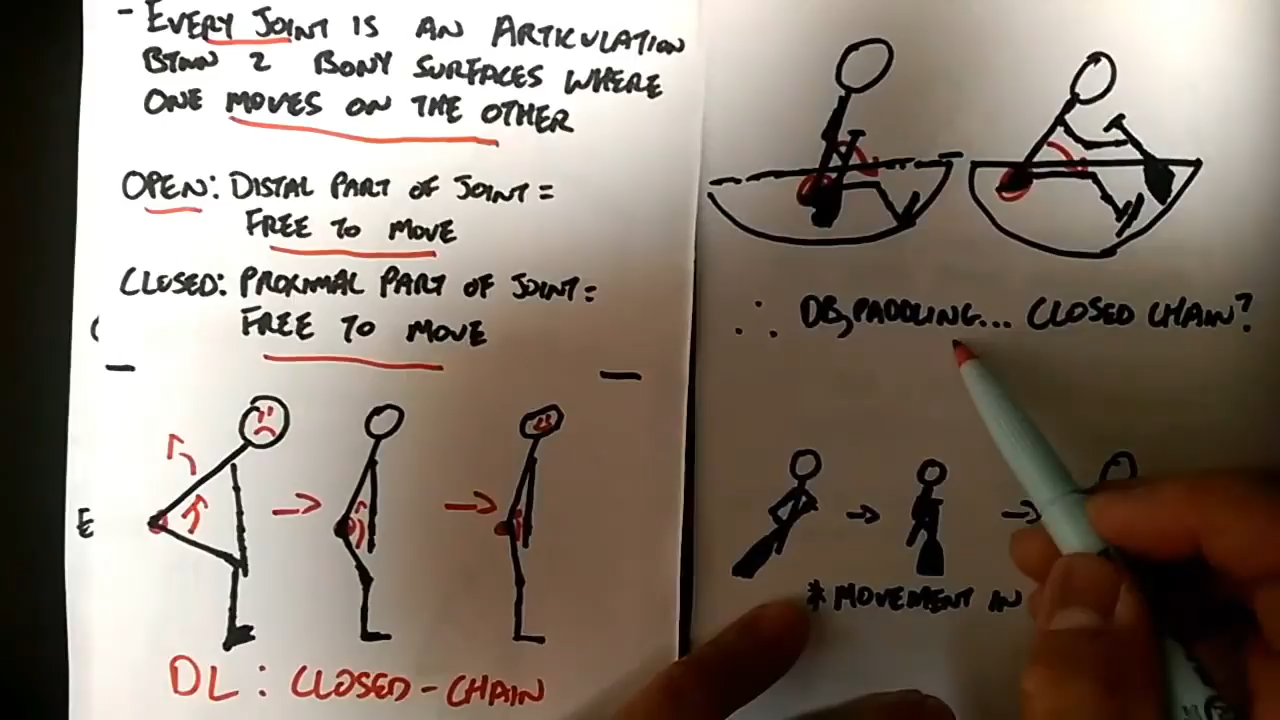 - EVERY JOINT IS AN ARTICULATION
BTWN 2 BONY SURFACES WHERE
ONE MOVES ON THE OTHER
OPEN: DISTAL PART OF JOINT =
FREE TO MOVE
CLOSED: PROXIMAL PART OF JOINT =
FREE TO MOVE
E
DL: CLOSED-CHAIN
∴ DB, PADDLING... CLOSED CHAIN?
* MOVEMENT IN